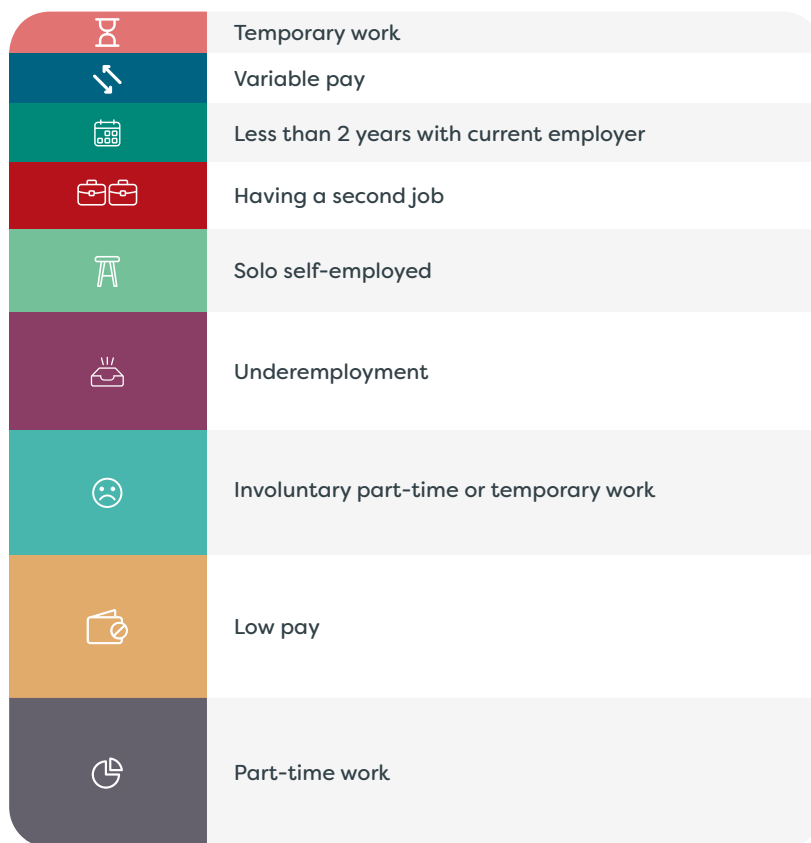 Temporary work
Variable pay
Less than 2 years with current employer
Having a second job
Solo self-employed
Underemployment
Involuntary part-time or temporary work
Low pay
Part-time work